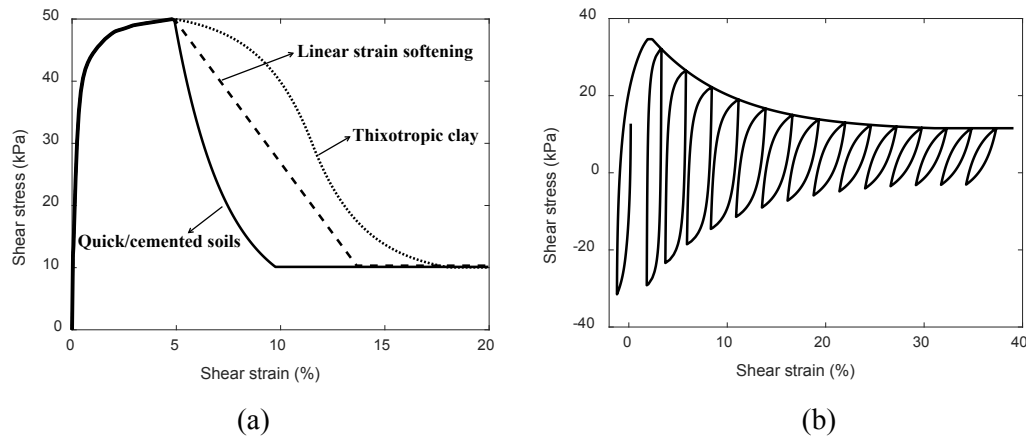 50
40
30
20
10
0
Shear stress (kPa)
Linear strain softening
Thixotropic clay
Quick/cemented soils
0 5 10 15 20
Shear strain (%)
(a)
40
20
0
-20
-40
Shear stress (kPa)
0 10 20 30 40
Shear strain (%)
(b)